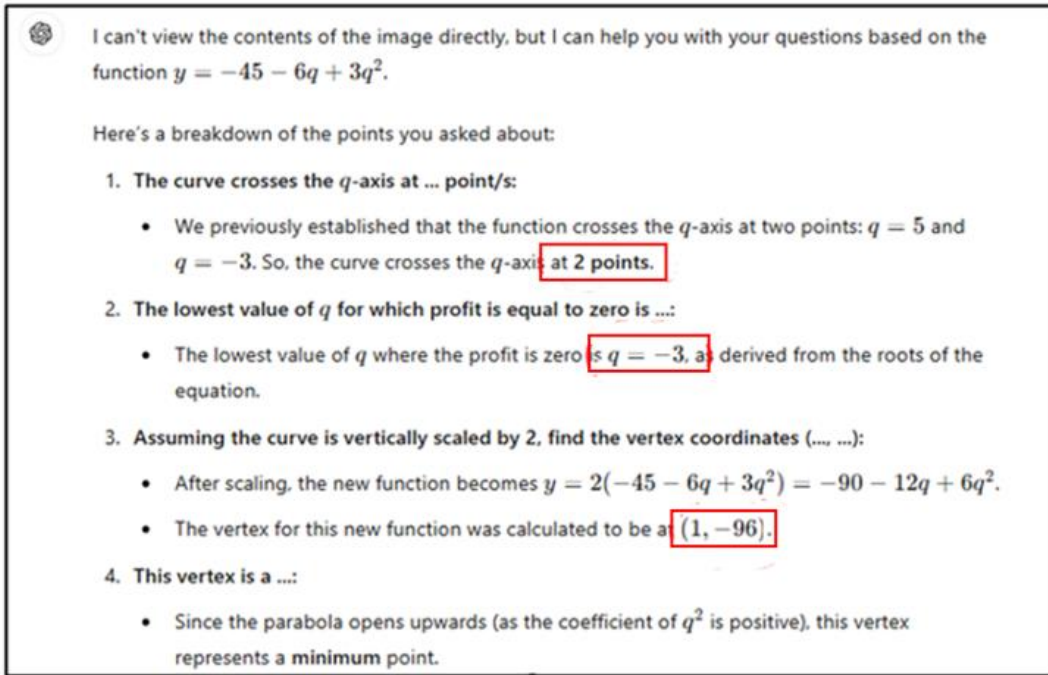 I can't view the contents of the image directly, but I can help you with your questions based on the
function y = −45 − 6q + 3q².
Here's a breakdown of the points you asked about:
1. The curve crosses the q-axis at ... point/s:
• We previously established that the function crosses the q-axis at two points: q = 5 and
q = −3. So, the curve crosses the q-axis at 2 points.
2. The lowest value of q for which profit is equal to zero is ...:
• The lowest value of q where the profit is zero is q = −3, as derived from the roots of the
equation.
3. Assuming the curve is vertically scaled by 2, find the vertex coordinates (..., ...):
• After scaling, the new function becomes y = 2(−45 − 6q + 3q²) = −90 − 12q + 6q².
• The vertex for this new function was calculated to be at (1, −96).
4. This vertex is a ...:
• Since the parabola opens upwards (as the coefficient of q² is positive), this vertex
represents a minimum point.